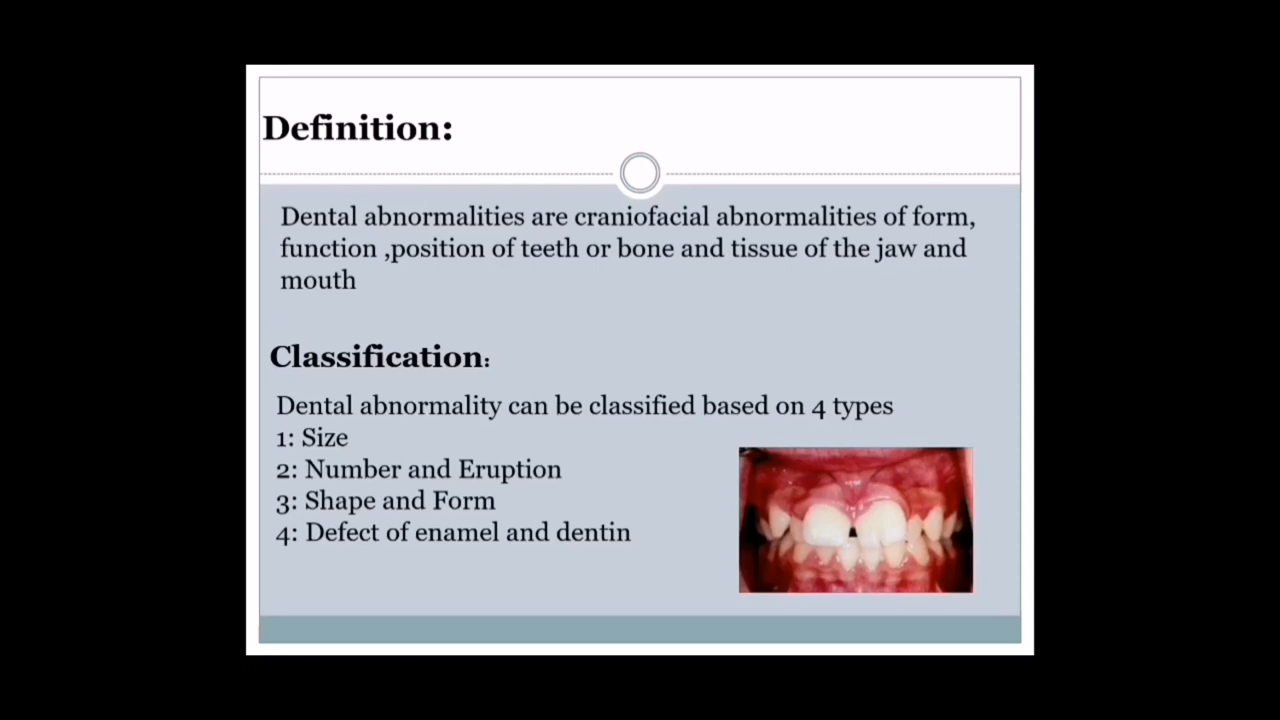 Definition:
Dental abnormalities are craniofacial abnormalities of form,
function ,position of teeth or bone and tissue of the jaw and
mouth
Classification:
Dental abnormality can be classified based on 4 types
1: Size
2: Number and Eruption
3: Shape and Form
4: Defect of enamel and dentin